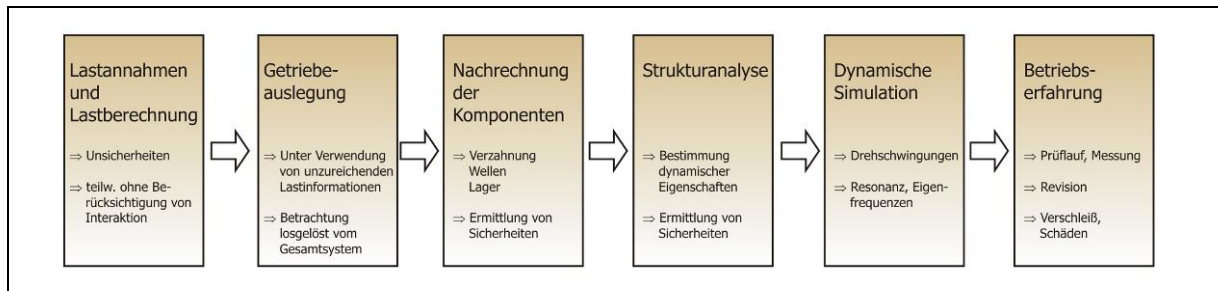 Lastannahmen
und
Lastberechnung
⇒ Unsicherheiten
⇒ teilw. ohne Be-
rücksichtigung von
Interaktion
Getriebe-
auslegung
⇒ Unter Verwendung
von unzureichenden
Lastinformationen
⇒ Betrachtung
losgelöst vom
Gesamtsystem
Nachrechnung
der
Komponenten
⇒ Verzahnung
Wellen
Lager
⇒ Ermittlung von
Sicherheiten
Strukturanalyse
⇒ Bestimmung
dynamischer
Eigenschaften
⇒ Ermittlung von
Sicherheiten
Dynamische
Simulation
⇒ Drehschwingungen
⇒ Resonanz, Eigen-
frequenzen
Betriebs-
erfahrung
⇒ Prüflauf, Messung
⇒ Revision
⇒ Verschleiß,
Schäden